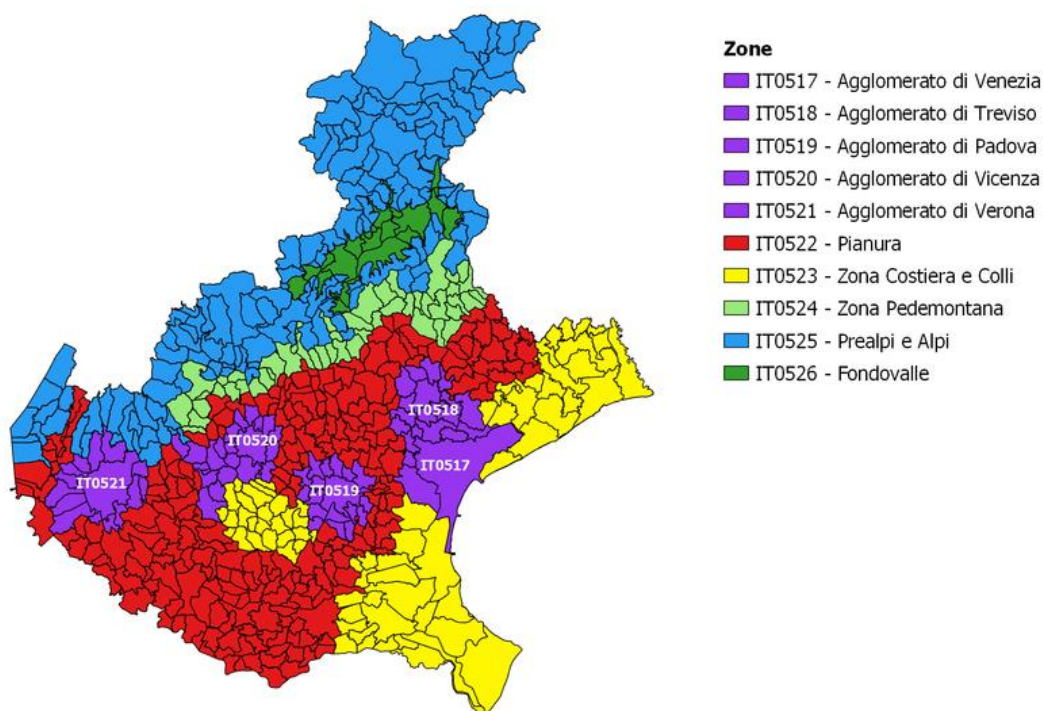 Zone
IT0517 - Agglomerato di Venezia
IT0518 - Agglomerato di Treviso
IT0519 - Agglomerato di Padova
IT0520 - Agglomerato di Vicenza
IT0521 - Agglomerato di Verona
IT0522 - Pianura
IT0523 - Zona Costiera e Colli
IT0524 - Zona Pedemontana
IT0525 - Prealpi e Alpi
IT0526 - Fondovalle
IT0518
IT0520
IT0517
IT0521
IT0519